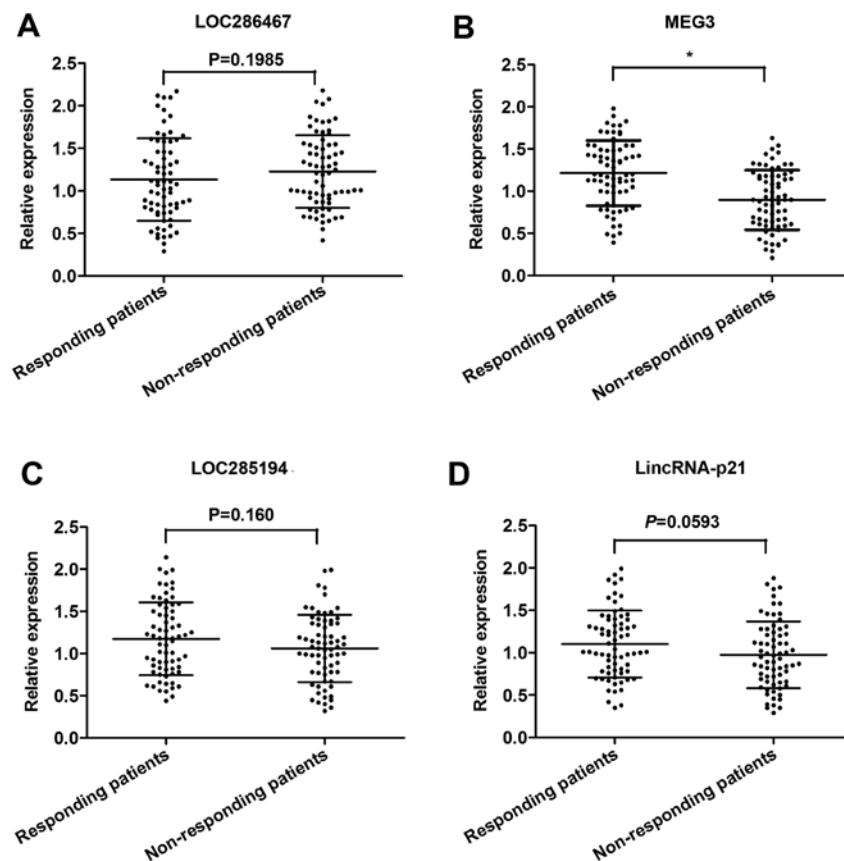 A
LOC286467
P=0.1985
Relative expression
2.5
2.0
1.5
1.0
0.5
0.0
Responding patients
Non-responding patients
B
MEG3
*
Relative expression
2.5
2.0
1.5
1.0
0.5
0.0
Responding patients
Non-responding patients
C
LOC285194
P=0.160
Relative expression
2.5
2.0
1.5
1.0
0.5
0.0
Responding patients
Non-responding patients
D
LincRNA-p21
P=0.0593
Relative expression
2.5
2.0
1.5
1.0
0.5
0.0
Responding patients
Non-responding patients